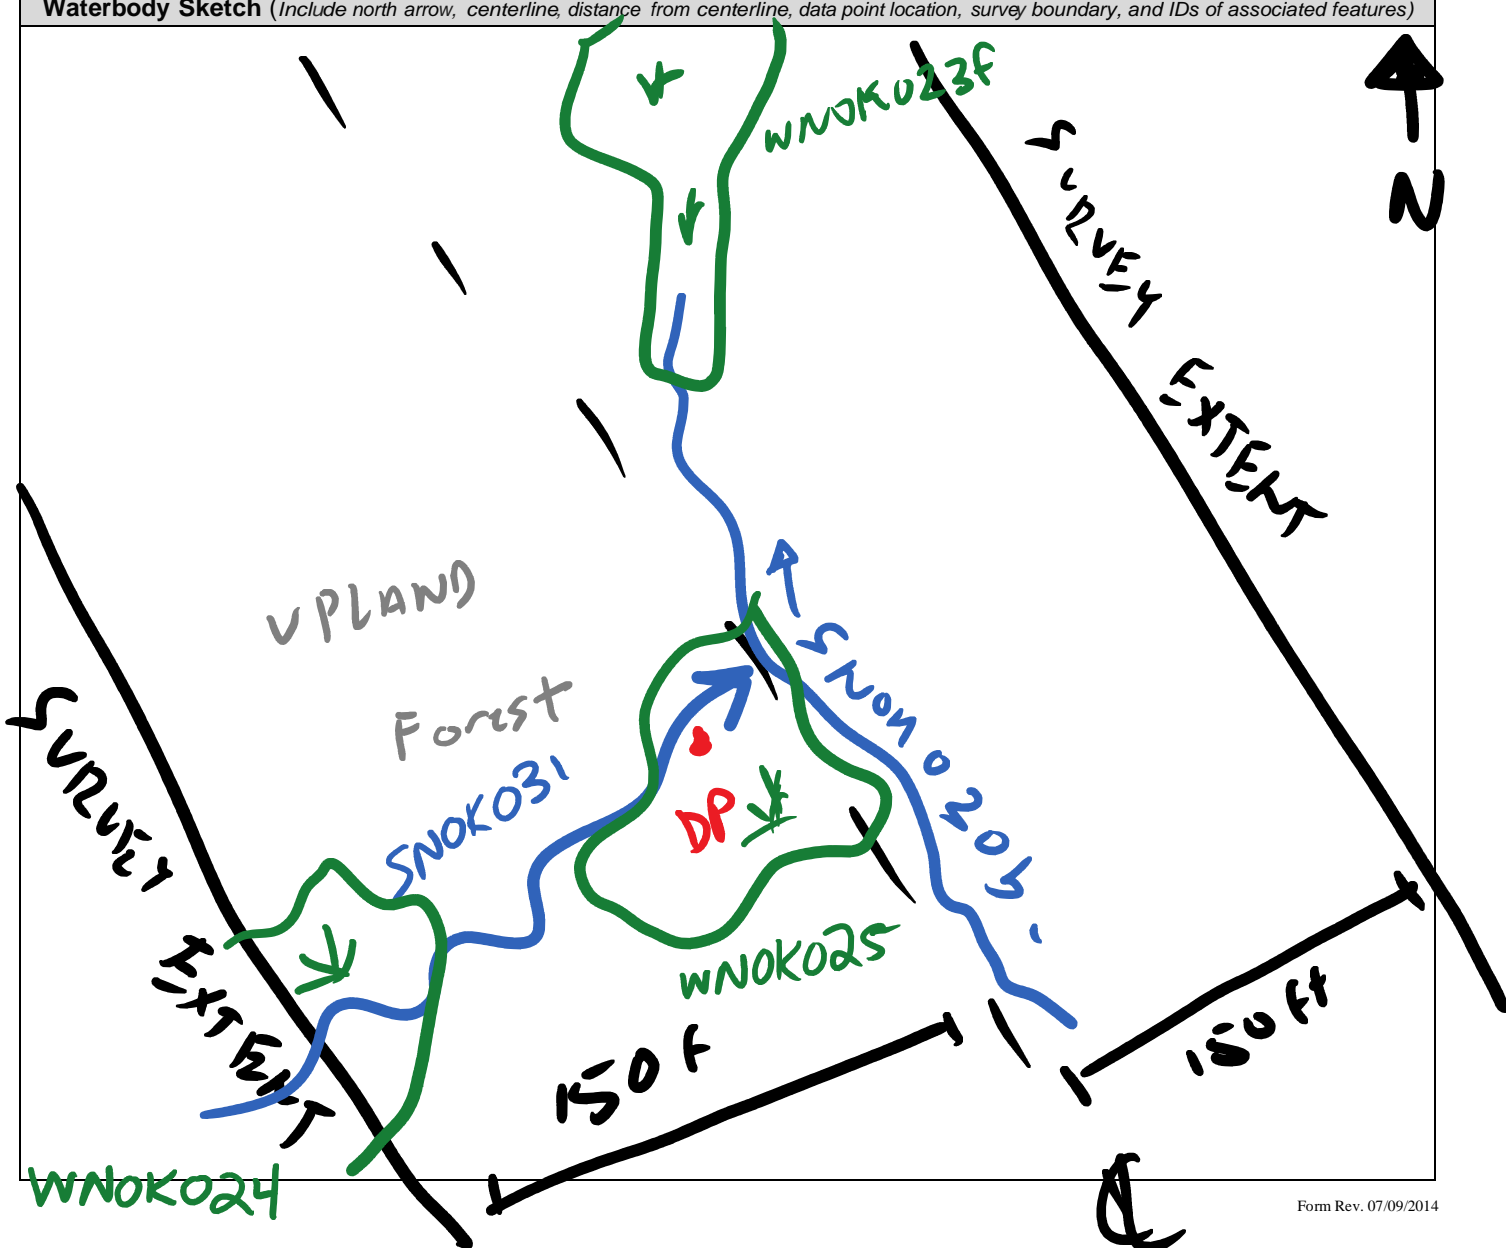 Waterbody Sketch (Include north arrow, centerline, distance from centerline, data point location, survey boundary, and IDs of associated features)
WNOK023f
N
SURVEY EXTENT
UPLAND
Forest
SNOK031
DP
WNOK025
SURVEY EXTENT
150 f
150 ft
WNOK024
℄
Form Rev. 07/09/2014